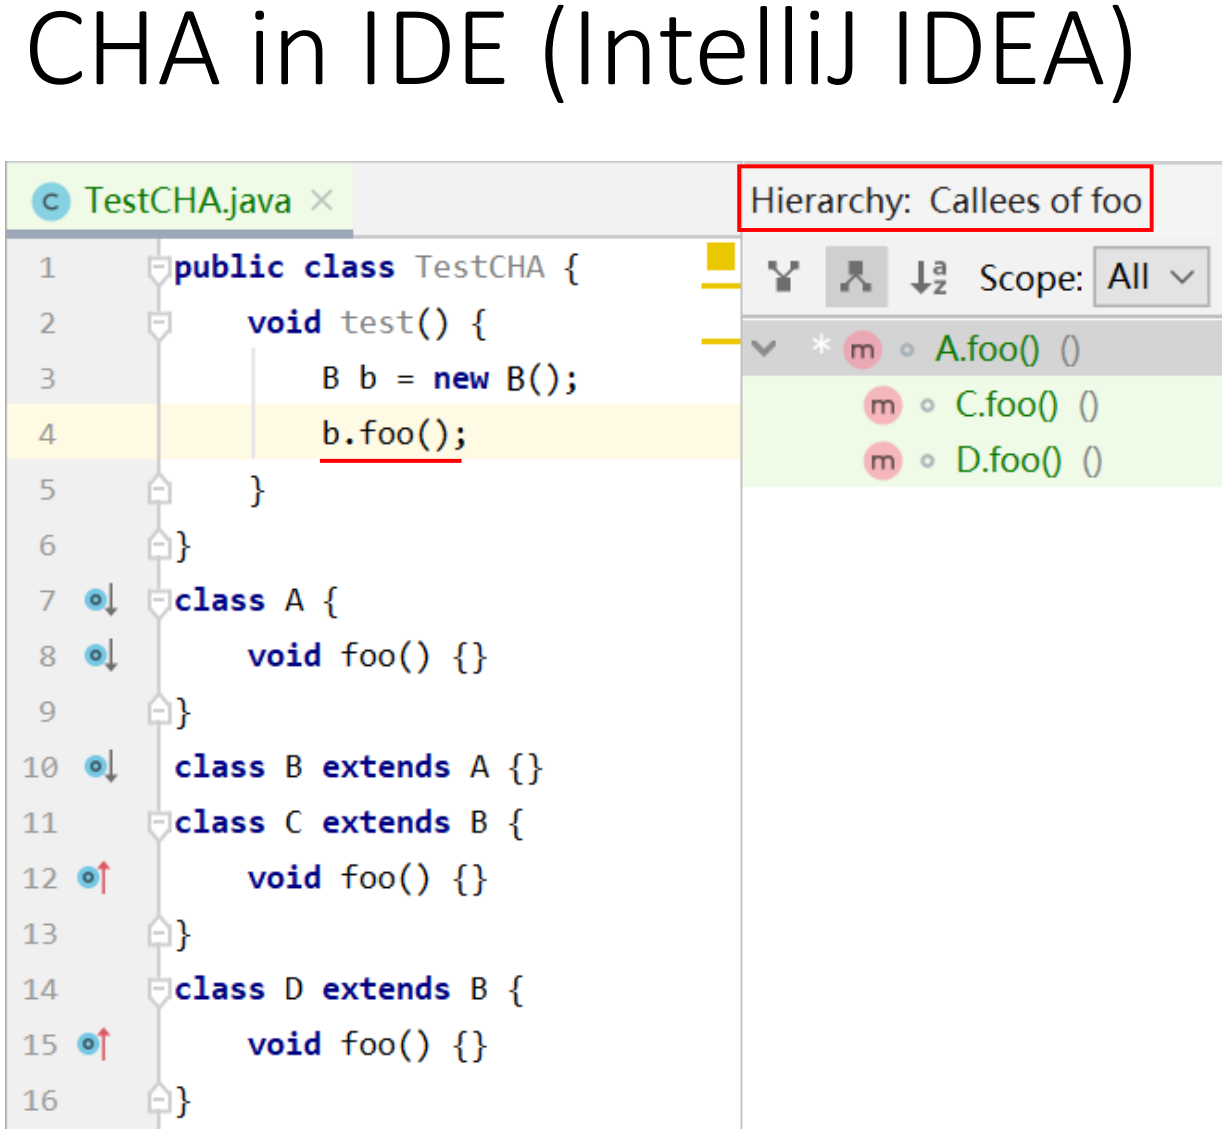 CHA in IDE (IntelliJ IDEA)
C TestCHA.java ×
Hierarchy: Callees of foo
Scope: All
* m A.foo() ()
m C.foo() ()
m D.foo() ()
1 public class TestCHA {
2 void test() {
3 B b = new B();
4 b.foo();
5 }
6 }
7 class A {
8 void foo() {}
9 }
10 class B extends A {}
11 class C extends B {
12 void foo() {}
13 }
14 class D extends B {
15 void foo() {}
16 }